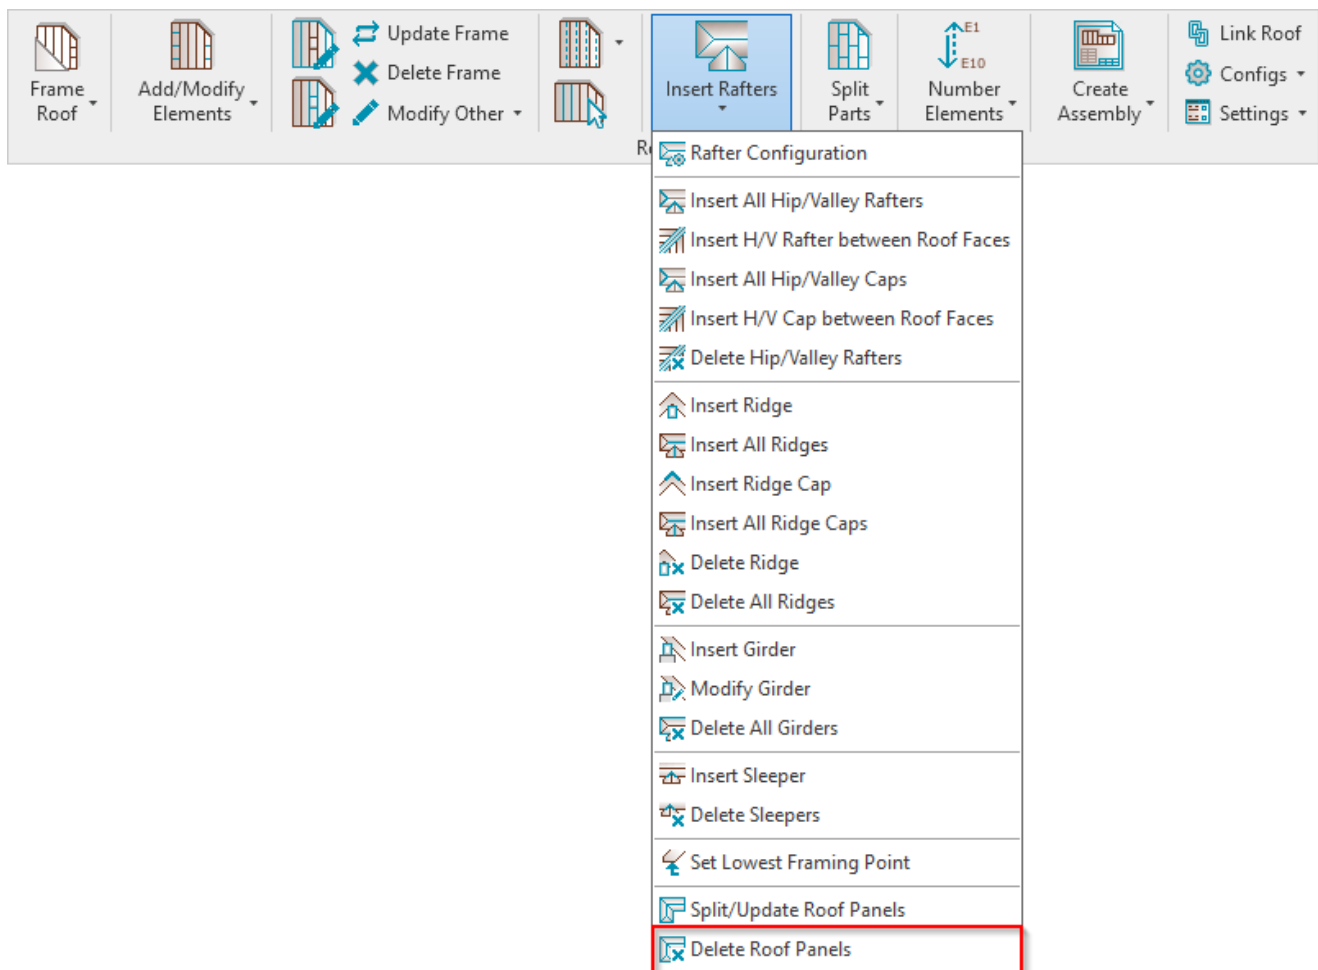 Frame
Roof
Add/Modify
Elements
Update Frame
Delete Frame
Modify Other
Insert Rafters
Split
Parts
E1
E10
Number
Elements
Create
Assembly
Link Roof
Configs
Settings
Rafter Configuration
Insert All Hip/Valley Rafters
Insert H/V Rafter between Roof Faces
Insert All Hip/Valley Caps
Insert H/V Cap between Roof Faces
Delete Hip/Valley Rafters
Insert Ridge
Insert All Ridges
Insert Ridge Cap
Insert All Ridge Caps
Delete Ridge
Delete All Ridges
Insert Girder
Modify Girder
Delete All Girders
Insert Sleeper
Delete Sleepers
Set Lowest Framing Point
Split/Update Roof Panels
Delete Roof Panels